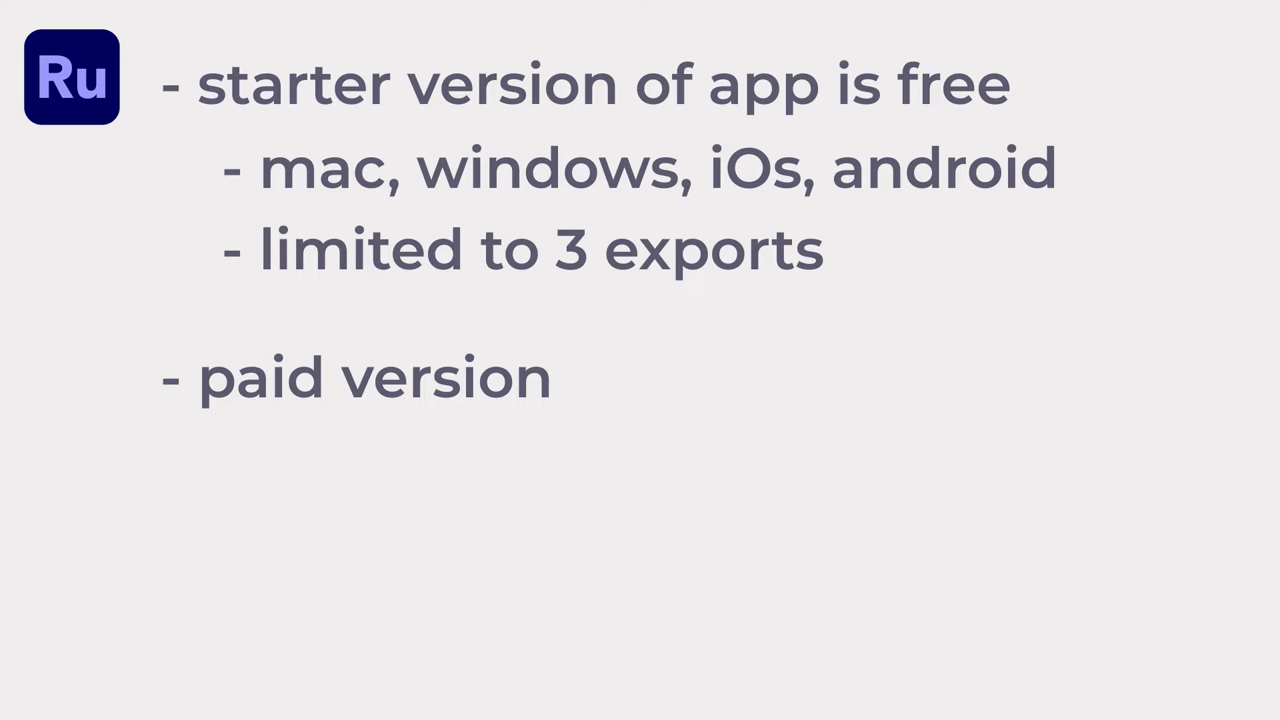 Ru
- starter version of app is free
- mac, windows, iOs, android
- limited to 3 exports
- paid version